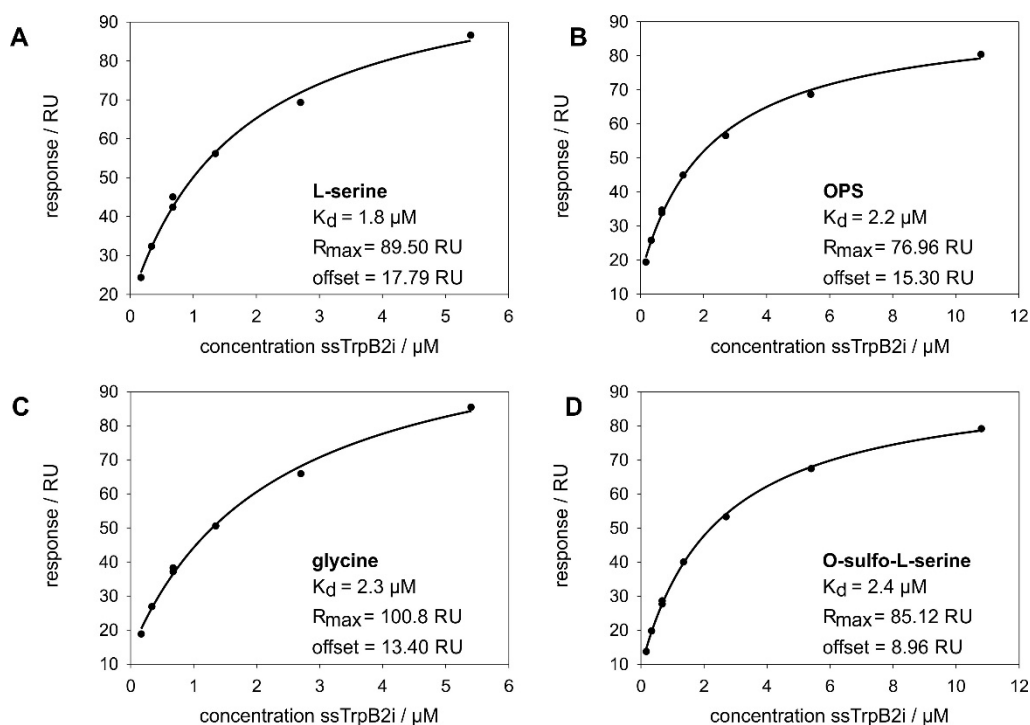 A
response / RU
90
80
70
60
50
40
30
20
0
1
2
3
4
5
6
L-serine
Kd = 1.8 µM
Rmax = 89.50 RU
offset = 17.79 RU
concentration ssTrpB2i / µM
B
response / RU
90
80
70
60
50
40
30
20
10
0
2
4
6
8
10
12
OPS
Kd = 2.2 µM
Rmax = 76.96 RU
offset = 15.30 RU
concentration ssTrpB2i / µM
C
response / RU
90
80
70
60
50
40
30
20
10
0
1
2
3
4
5
6
glycine
Kd = 2.3 µM
Rmax = 100.8 RU
offset = 13.40 RU
concentration ssTrpB2i / µM
D
response / RU
90
80
70
60
50
40
30
20
10
0
2
4
6
8
10
12
O-sulfo-L-serine
Kd = 2.4 µM
Rmax = 85.12 RU
offset = 8.96 RU
concentration ssTrpB2i / µM